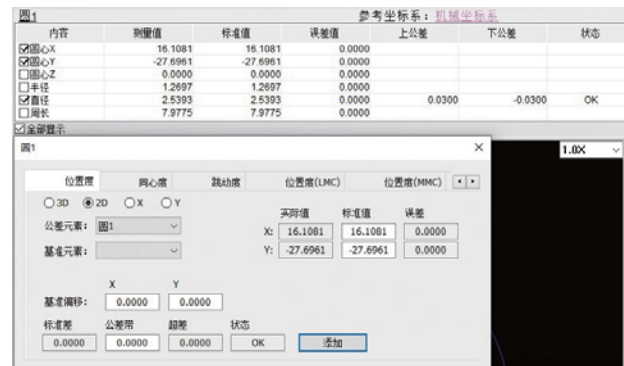 圆1 参考坐标系：机械坐标系
内容 测量值 标准值 误差值 上公差 下公差 状态
圆心X 16.1081 16.1081 0.0000
圆心Y -27.6961 -27.6961 0.0000
圆心Z 0.0000 0.0000 0.0000
半径 1.2697 1.2697 0.0000
直径 2.5393 2.5393 0.0000 0.0300 -0.0300 OK
周长 7.9775 7.9775 0.0000
全部显示
圆1 × 1.0X
位置度 同心度 跳动度 位置度(LMC) 位置度(MMC)
3D 2D X Y
实际值 标准值 误差
公差元素： 圆1 X: 16.1081 16.1081 0.0000
基准元素： Y: -27.6961 -27.6961 0.0000
X Y
基准偏移： 0.0000 0.0000
标准差 公差带 超差 状态
0.0000 0.0000 0.0000 OK 添加